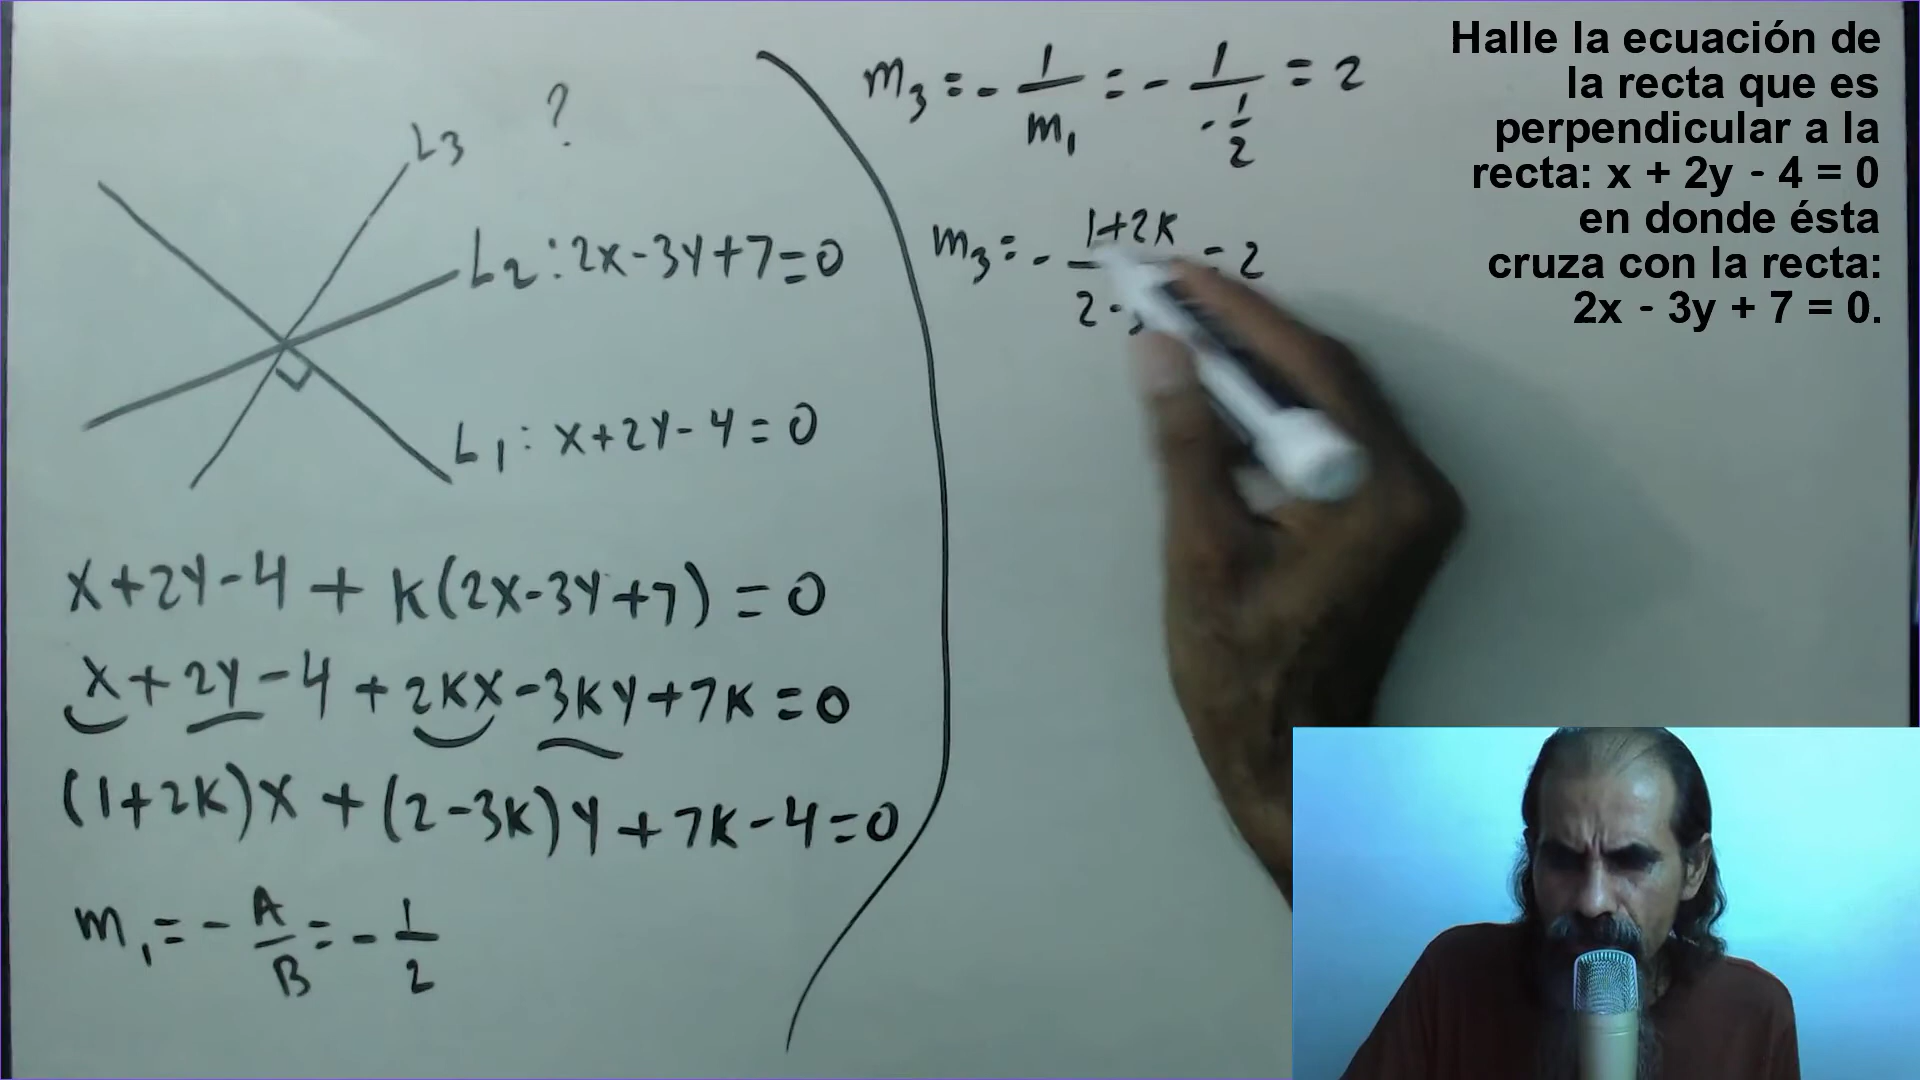 Halle la ecuación de
la recta que es
perpendicular a la
recta: x + 2y - 4 = 0
en donde ésta
cruza con la recta:
2x - 3y + 7 = 0.
?
L3
L2: 2x-3y+7=0
L1: x+2y-4=0
x+2y-4 + k(2x-3y+7) = 0
x + 2y - 4 + 2kx - 3ky + 7k = 0
(1+2k)x + (2-3k)y + 7k - 4 = 0
m1 = - A/B = - 1/2
m3 = - 1/m1 = - 1/(-1/2) = 2
m3 = - (1+2k)/(2 - = 2